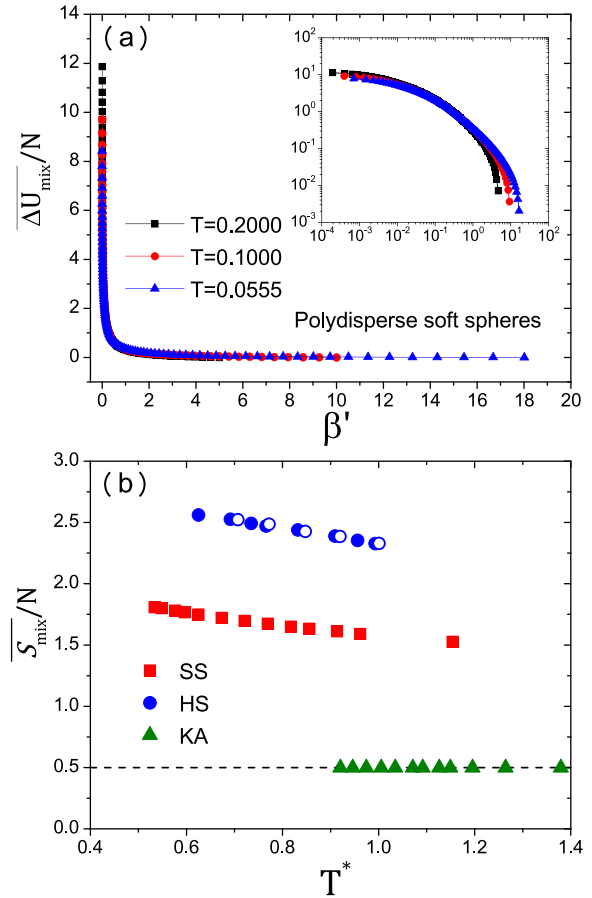 (a)
14
12
10
8
6
4
2
0
ΔU_mix/N
10^2
10^1
10^0
10^-1
10^-2
10^-3
10^-4 10^-3 10^-2 10^-1 10^0 10^1 10^2
T=0.2000
T=0.1000
T=0.0555
Polydisperse soft spheres
0 2 4 6 8 10 12 14 16 18 20
β'
(b)
3.0
2.5
2.0
1.5
1.0
0.5
0.0
S_mix/N
SS
HS
KA
0.4 0.6 0.8 1.0 1.2 1.4
T*